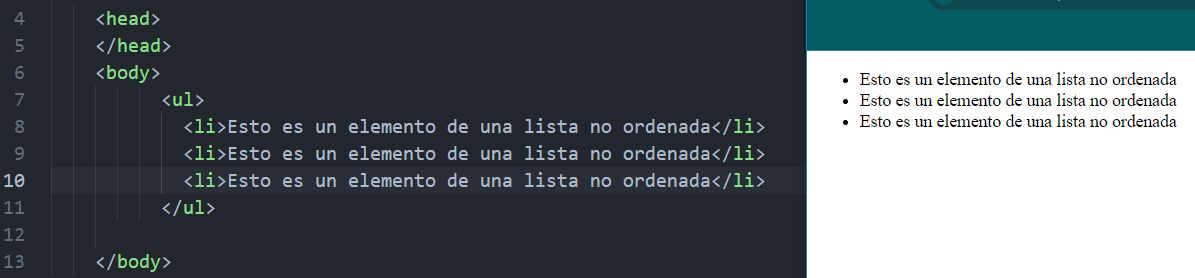 4 <head>
5 </head>
6 <body>
7 <ul>
8 <li>Esto es un elemento de una lista no ordenada</li>
9 <li>Esto es un elemento de una lista no ordenada</li>
10 <li>Esto es un elemento de una lista no ordenada</li>
11 </ul>
12
13 </body>
• Esto es un elemento de una lista no ordenada
• Esto es un elemento de una lista no ordenada
• Esto es un elemento de una lista no ordenada